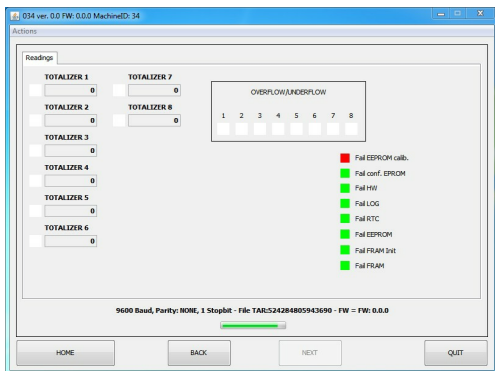 034 ver. 0.0 FW: 0.0.0 MachineID: 34
Actions
Readings
TOTALIZER 1 TOTALIZER 7
0 0
TOTALIZER 2 TOTALIZER 8
0 0
TOTALIZER 3
0
TOTALIZER 4
0
TOTALIZER 5
0
TOTALIZER 6
0
OVERFLOW/UNDERFLOW
1 2 3 4 5 6 7 8
Fail EEPROM calib.
Fail conf. EPROM
Fail HW
Fail LOG
Fail RTC
Fail EEPROM
Fail FRAM Init
Fail FRAM
9600 Baud, Parity: NONE, 1 Stopbit - File TAR:524284805943690 - FW = FW: 0.0.0
HOME BACK NEXT QUIT